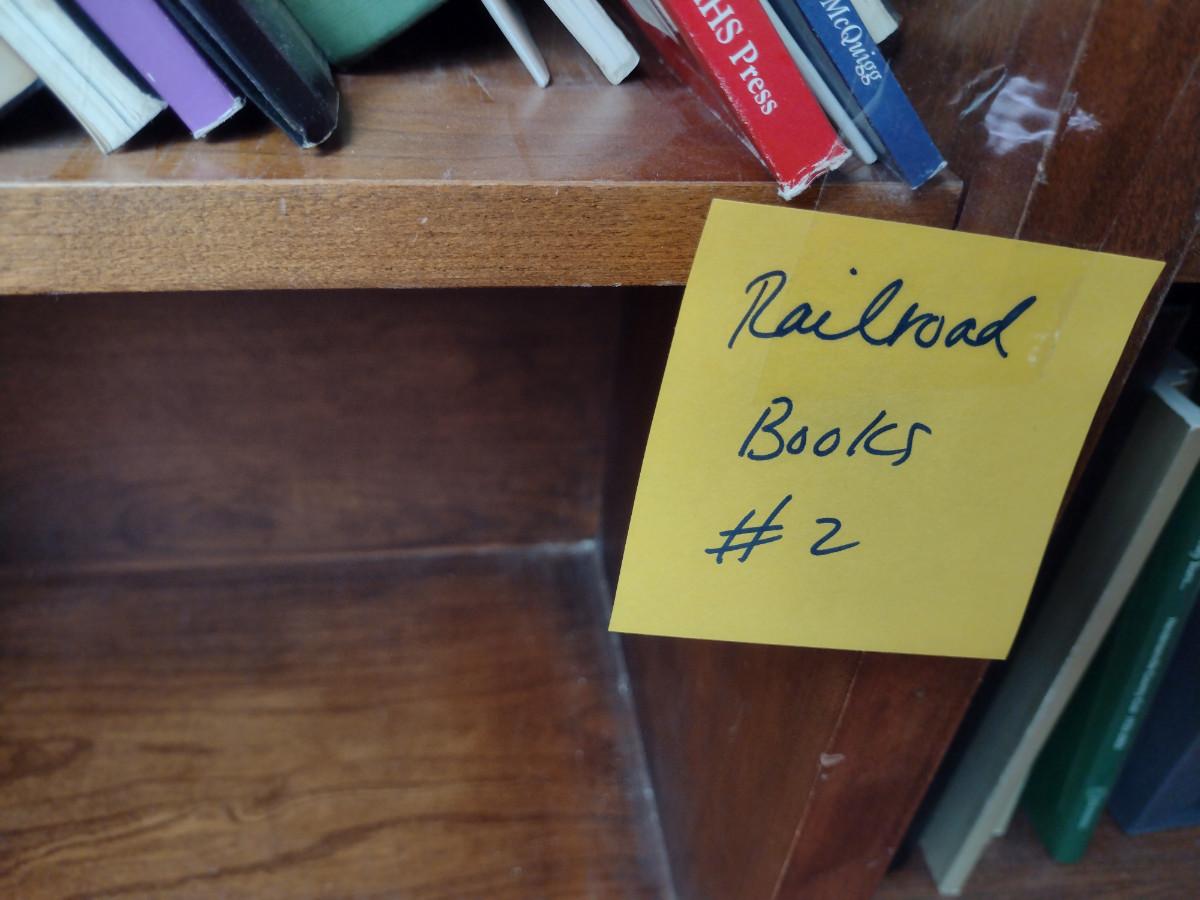 HS Press
McQuigg
Railroad
Books
# 2